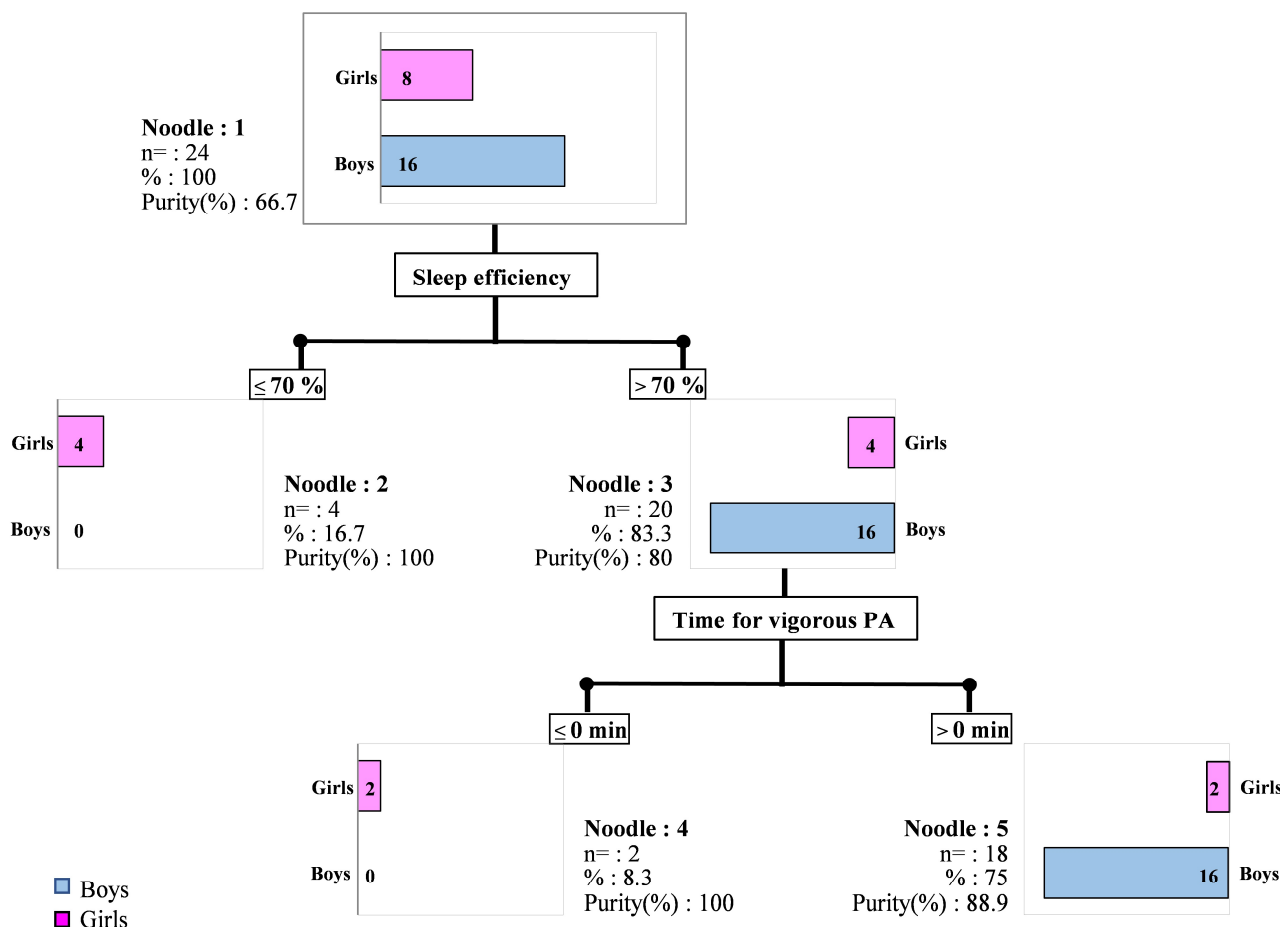 Girls
8
Boys
16
Noodle : 1
n= : 24
% : 100
Purity(%) : 66.7
Sleep efficiency
≤ 70 %
> 70 %
Girls
4
Boys
0
Noodle : 2
n= : 4
% : 16.7
Purity(%) : 100
Noodle : 3
n= : 20
% : 83.3
Purity(%) : 80
4
Girls
16
Boys
Time for vigorous PA
≤ 0 min
> 0 min
Girls
2
Boys
0
Noodle : 4
n= : 2
% : 8.3
Purity(%) : 100
Noodle : 5
n= : 18
% : 75
Purity(%) : 88.9
2
Girls
16
Boys
Boys
Girls